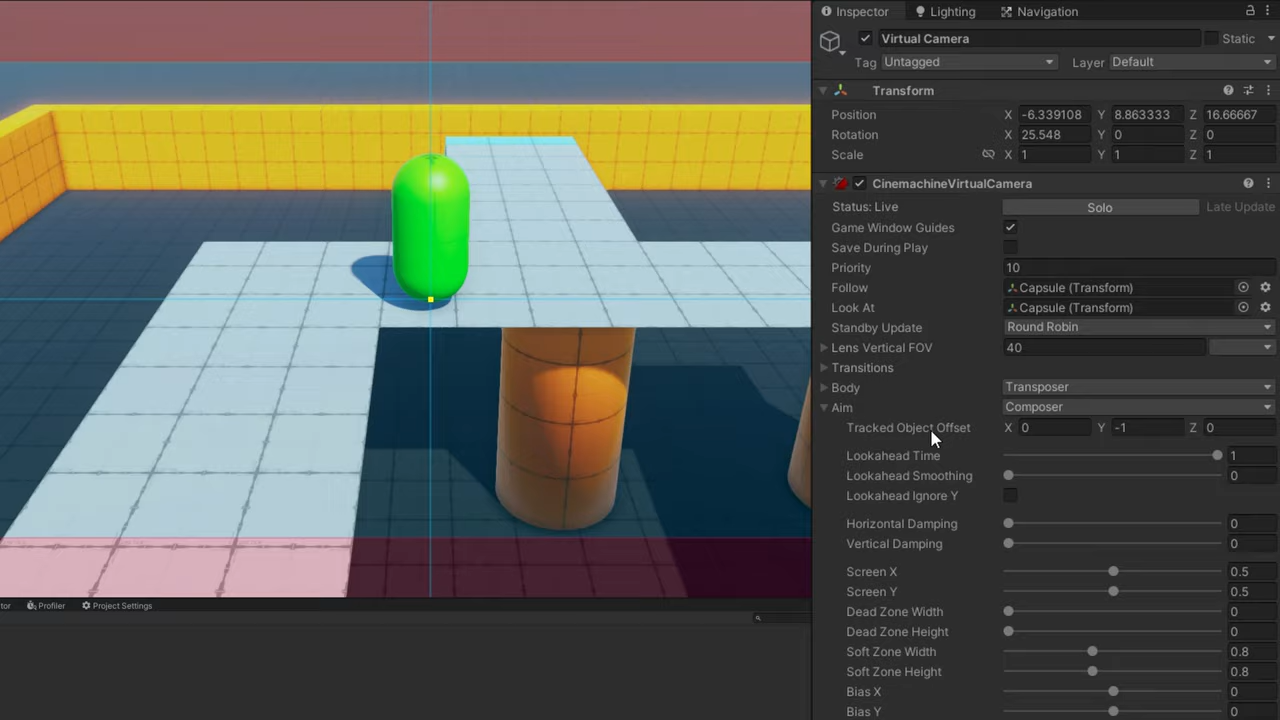 Inspector Lighting Navigation
Virtual Camera Static
Tag Untagged Layer Default
Transform
Position X -6.339108 Y 8.863333 Z 16.66667
Rotation X 25.548 Y 0 Z 0
Scale X 1 Y 1 Z 1
CinemachineVirtualCamera
Status: Live Solo Late Update
Game Window Guides
Save During Play
Priority 10
Follow Capsule (Transform)
Look At Capsule (Transform)
Standby Update Round Robin
Lens Vertical FOV 40
Transitions
Body Transposer
Aim Composer
Tracked Object Offset X 0 Y -1 Z 0
Lookahead Time 1
Lookahead Smoothing 0
Lookahead Ignore Y
Horizontal Damping 0
Vertical Damping 0
Screen X 0.5
Screen Y 0.5
Dead Zone Width 0
Dead Zone Height 0
Soft Zone Width 0.8
Soft Zone Height 0.8
Bias X 0
Bias Y 0
tor Profiler Project Settings